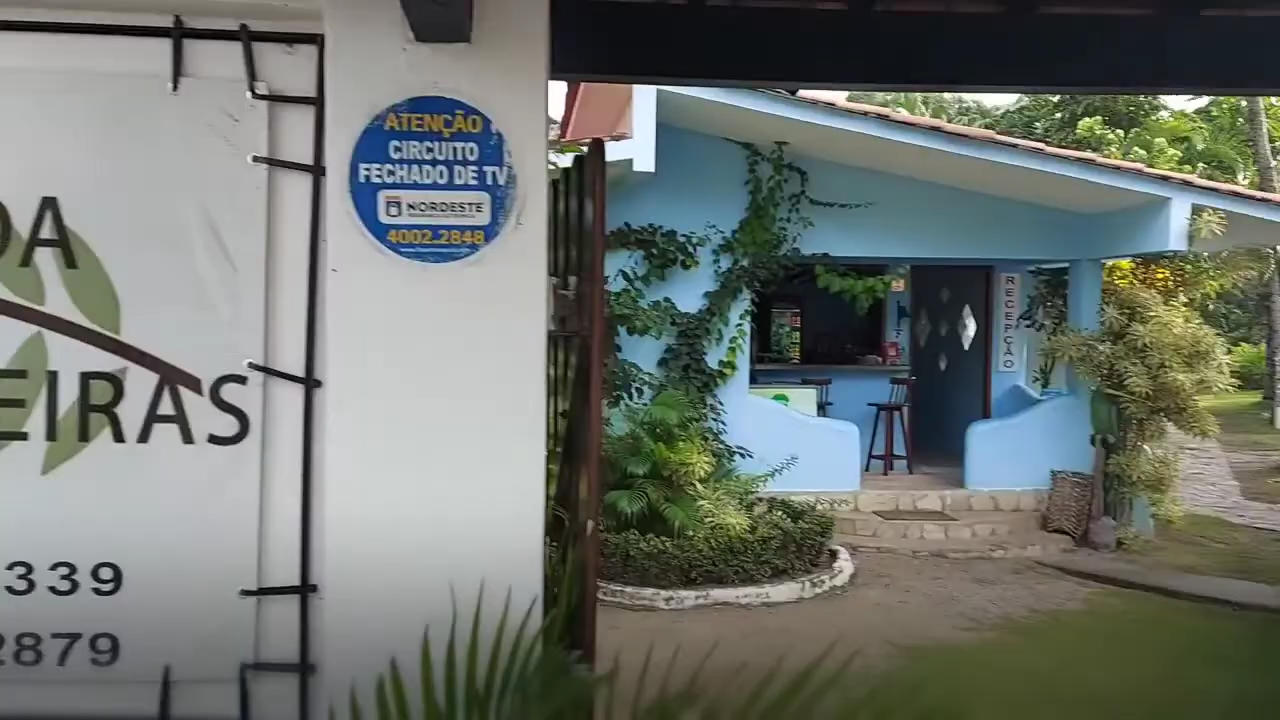 DA
EIRAS
339
2879
ATENÇÃO
CIRCUITO
FECHADO DE TV
NORDESTE
4002.2848
RECEPÇÃO